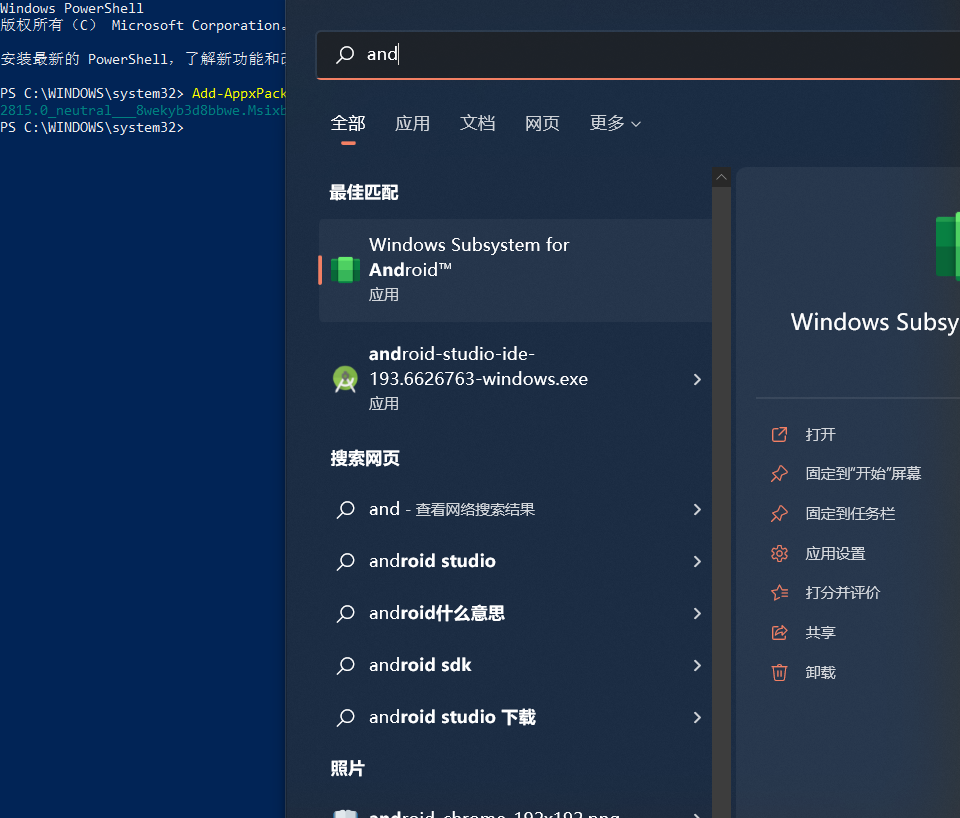 Windows PowerShell
版权所有 (C) Microsoft Corporation。
安装最新的 PowerShell，了解新功能和改
PS C:\WINDOWS\system32> Add-AppxPack
2815.0_neutral___8wekyb3d8bbwe.Msixb
PS C:\WINDOWS\system32>
and
全部 应用 文档 网页 更多
最佳匹配
Windows Subsystem for
Android™
应用
android-studio-ide-
193.6626763-windows.exe
应用
搜索网页
and - 查看网络搜索结果
android studio
android什么意思
android sdk
android studio 下载
照片
android-chrome-192x192.png
Windows Subsy
打开
固定到"开始"屏幕
固定到任务栏
应用设置
打分并评价
共享
卸载